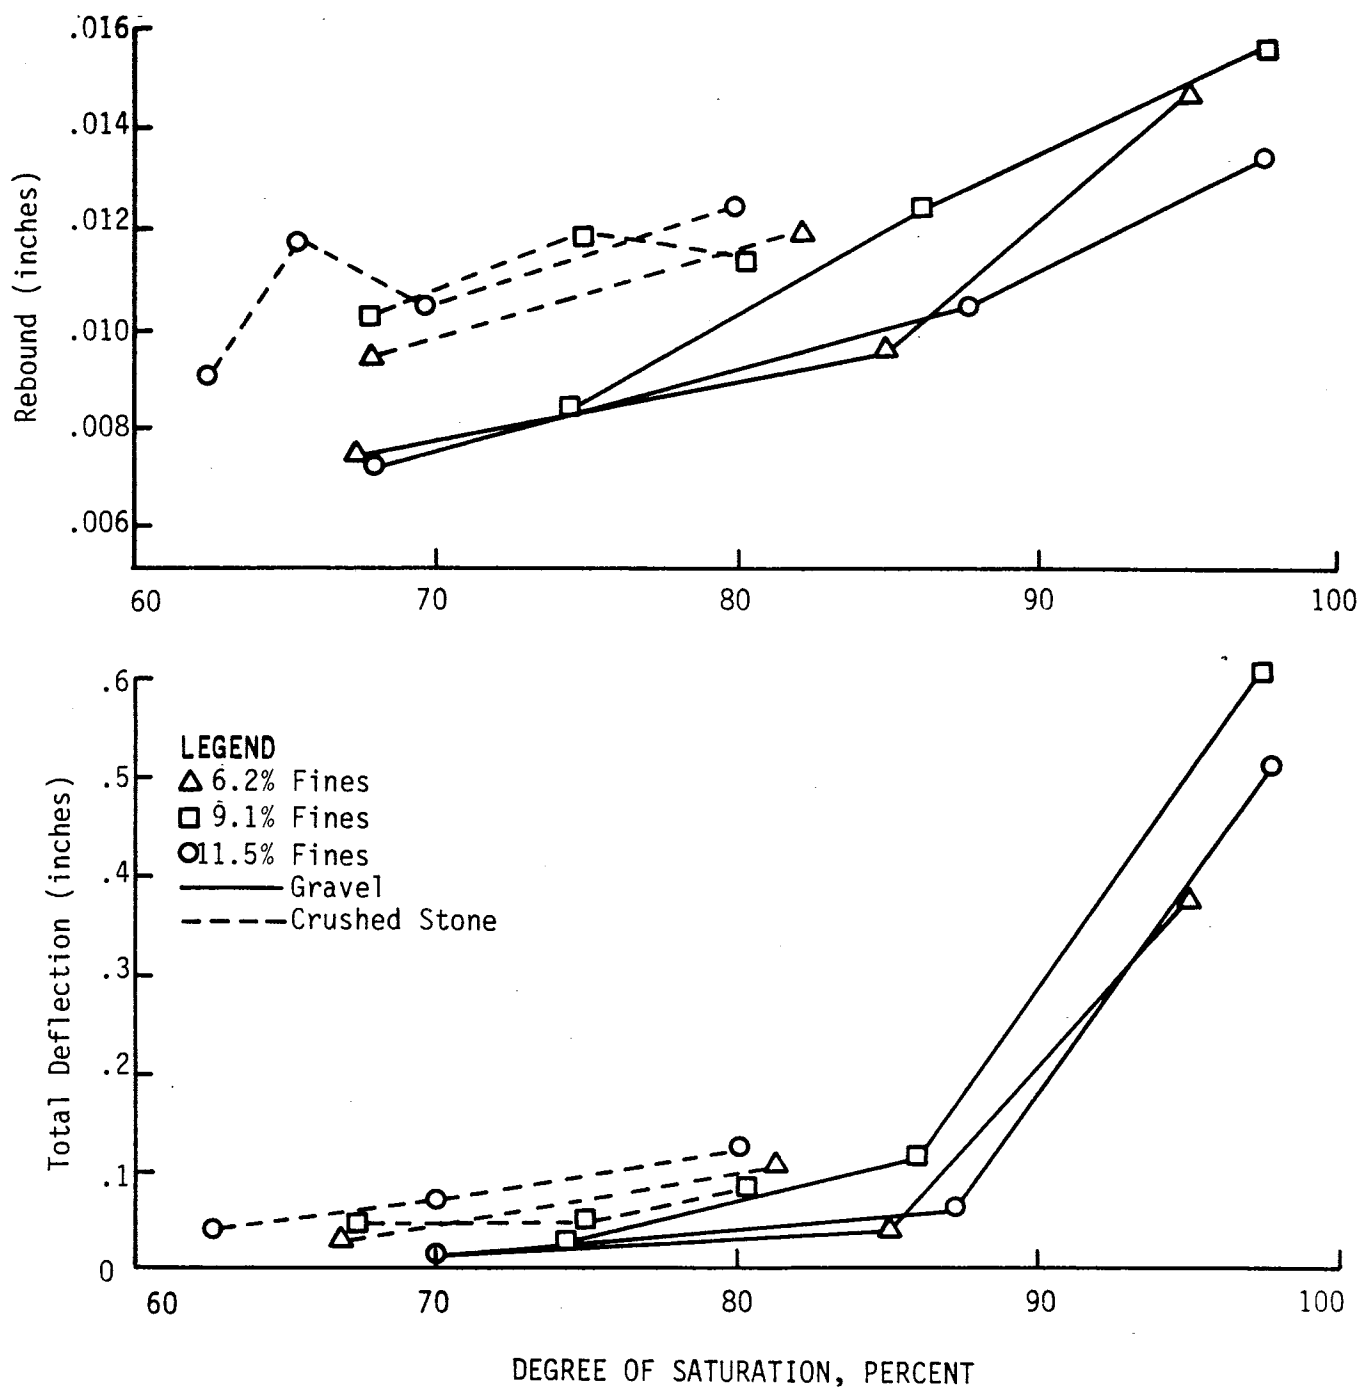 .016
.014
.012
.010
.008
.006
Rebound (inches)
60 70 80 90 100
.6
.5
.4
.3
.2
.1
0
Total Deflection (inches)
LEGEND
6.2% Fines
9.1% Fines
11.5% Fines
Gravel
Crushed Stone
60 70 80 90 100
DEGREE OF SATURATION, PERCENT